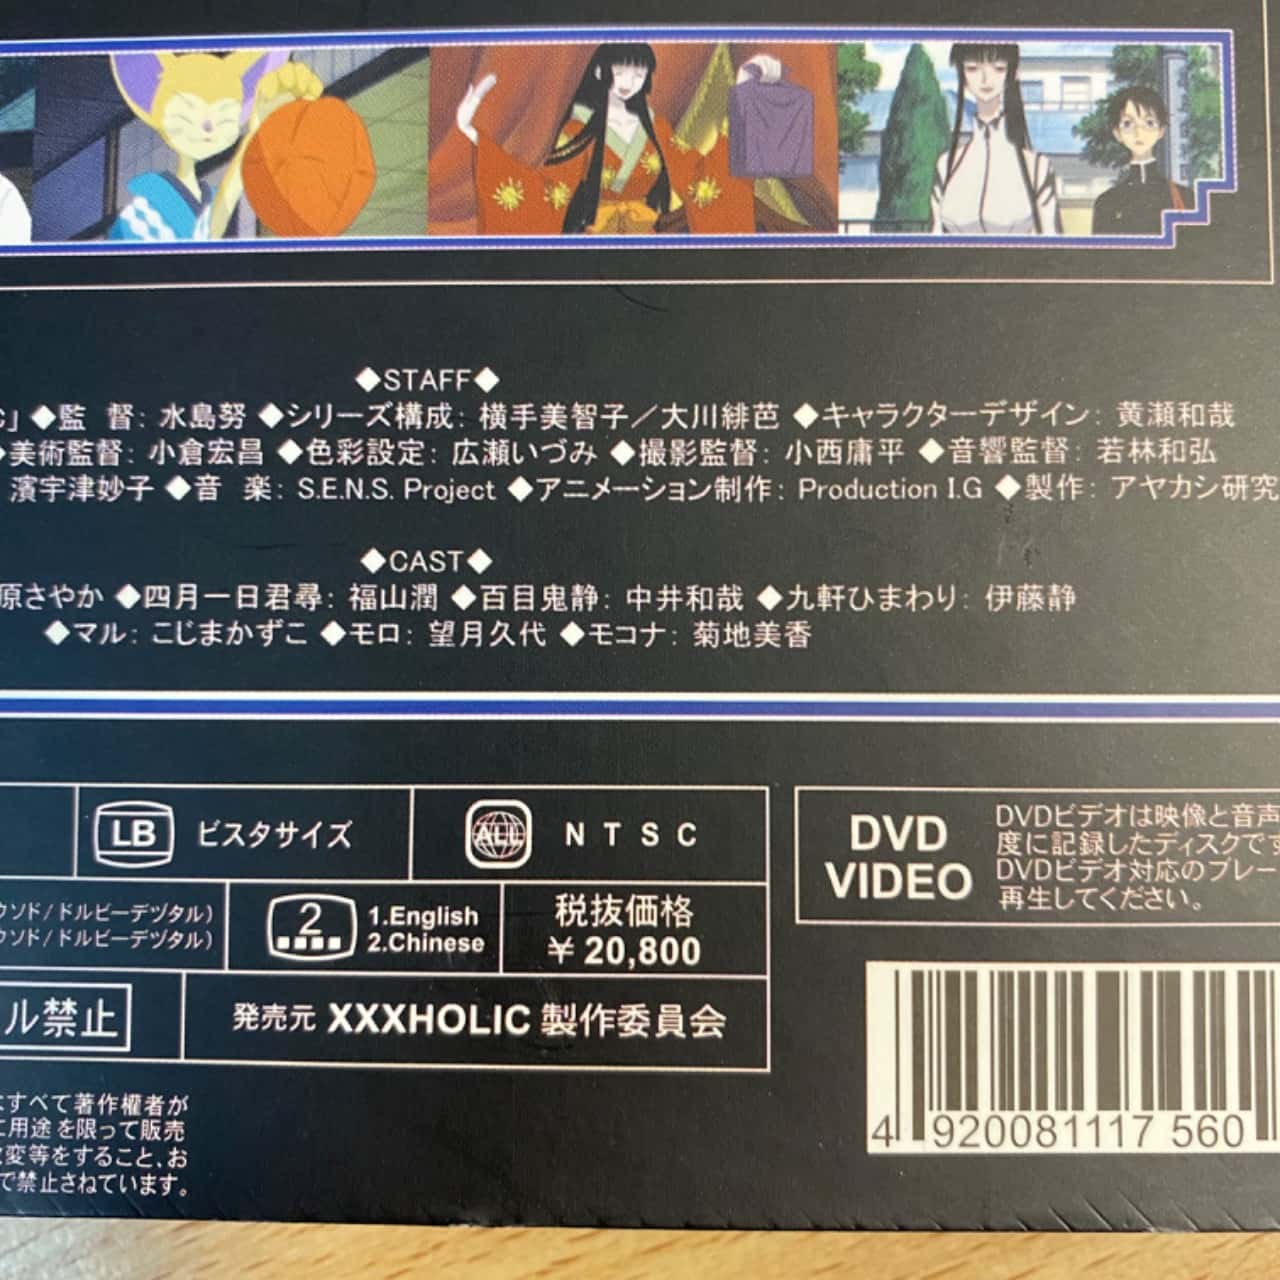 ◆STAFF◆
」◆監 督: 水島努 ◆シリーズ構成: 横手美智子／大川緋芭 ◆キャラクターデザイン: 黄瀬和哉
◆美術監督: 小倉宏昌 ◆色彩設定: 広瀬いづみ ◆撮影監督: 小西庸平 ◆音響監督: 若林和弘
濱宇津妙子 ◆音 楽: S.E.N.S. Project ◆アニメーション制作: Production I.G ◆製作: アヤカシ研究
◆CAST◆
原さやか ◆四月一日君尋: 福山潤 ◆百目鬼静: 中井和哉 ◆九軒ひまわり: 伊藤静
◆マル: こじまかずこ ◆モロ: 望月久代 ◆モコナ: 菊地美香
LB ビスタサイズ
ALL NTSC
DVD VIDEO
DVDビデオは映像と音声
度に記録したディスクです
DVDビデオ対応のプレー
再生してください。
ウンド/ドルビーデヅタル)
ウンド/ドルビーデヅタル)
2
1.English
2.Chinese
税抜価格
¥20,800
ル禁止
発売元 XXXHOLIC 製作委員会
すべて著作權者が
用途を限って販売
変等をすること、お
で禁止さねています。
4 920081117 560